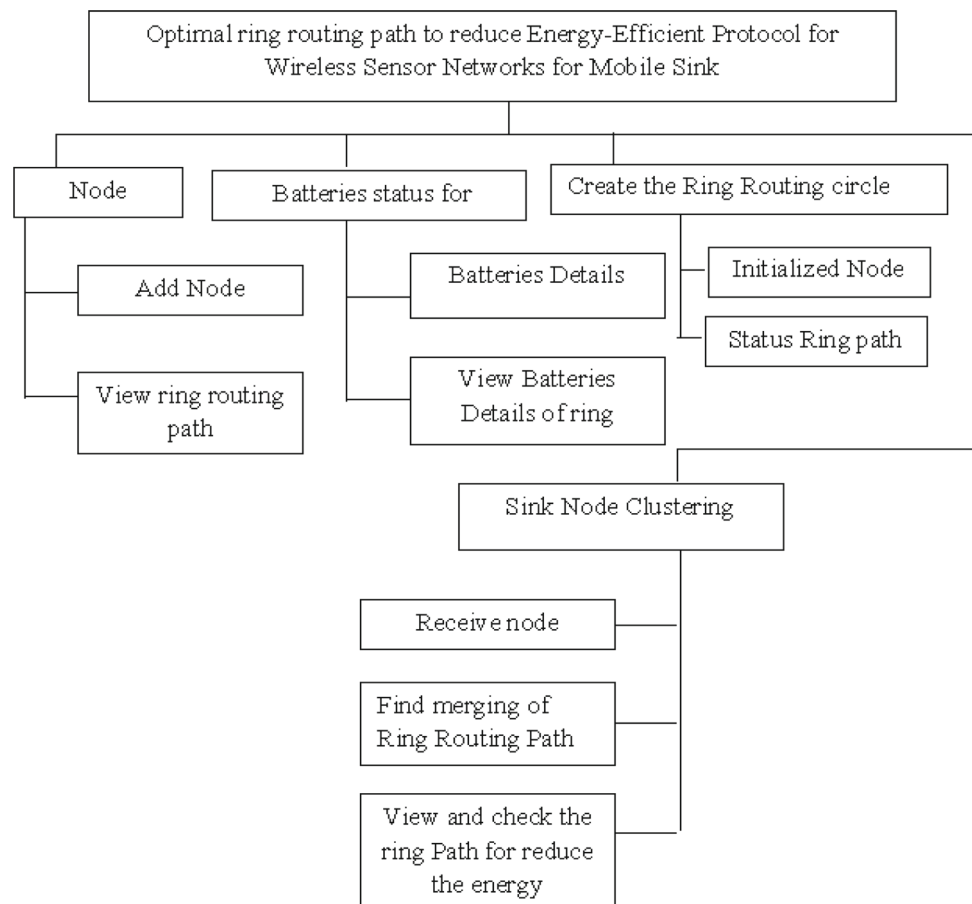 Optimal ring routing path to reduce Energy-Efficient Protocol for
Wireless Sensor Networks for Mobile Sink
Node
Batteries status for
Create the Ring Routing circle
Add Node
View ring routing
path
Batteries Details
View Batteries
Details of ring
Initialized Node
Status Ring path
Sink Node Clustering
Receive node
Find merging of
Ring Routing Path
View and check the
ring Path for reduce
the energy